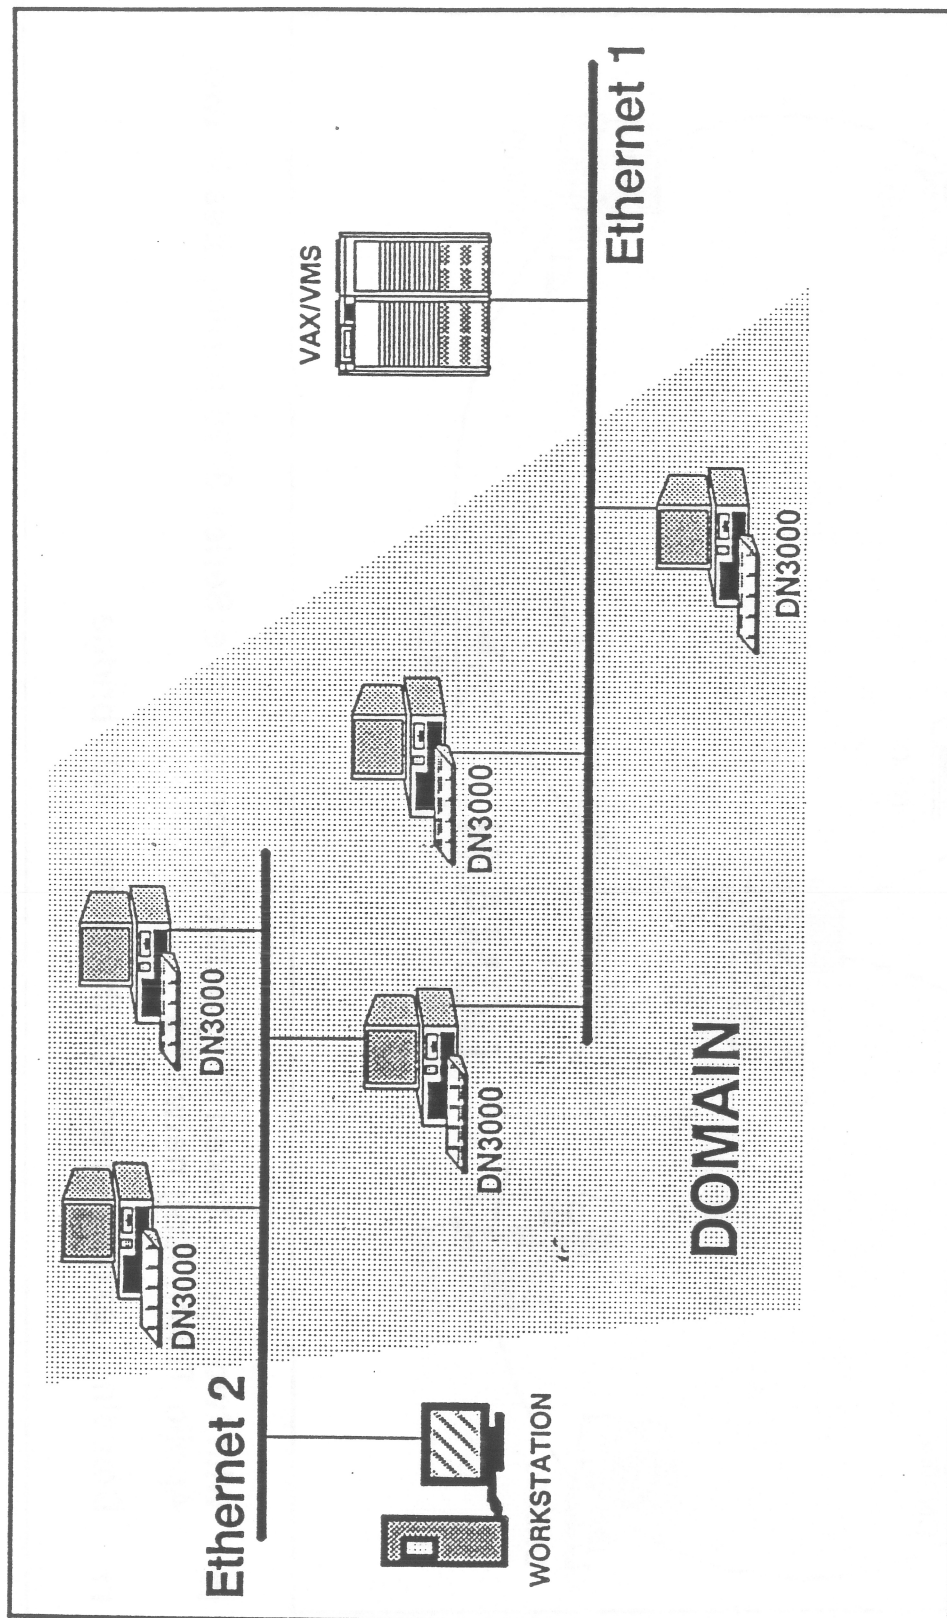 Ethernet 2
DN3000
DN3000
WORKSTATION
DN3000
DN3000
VAX/VMS
DOMAIN
DN3000
Ethernet 1